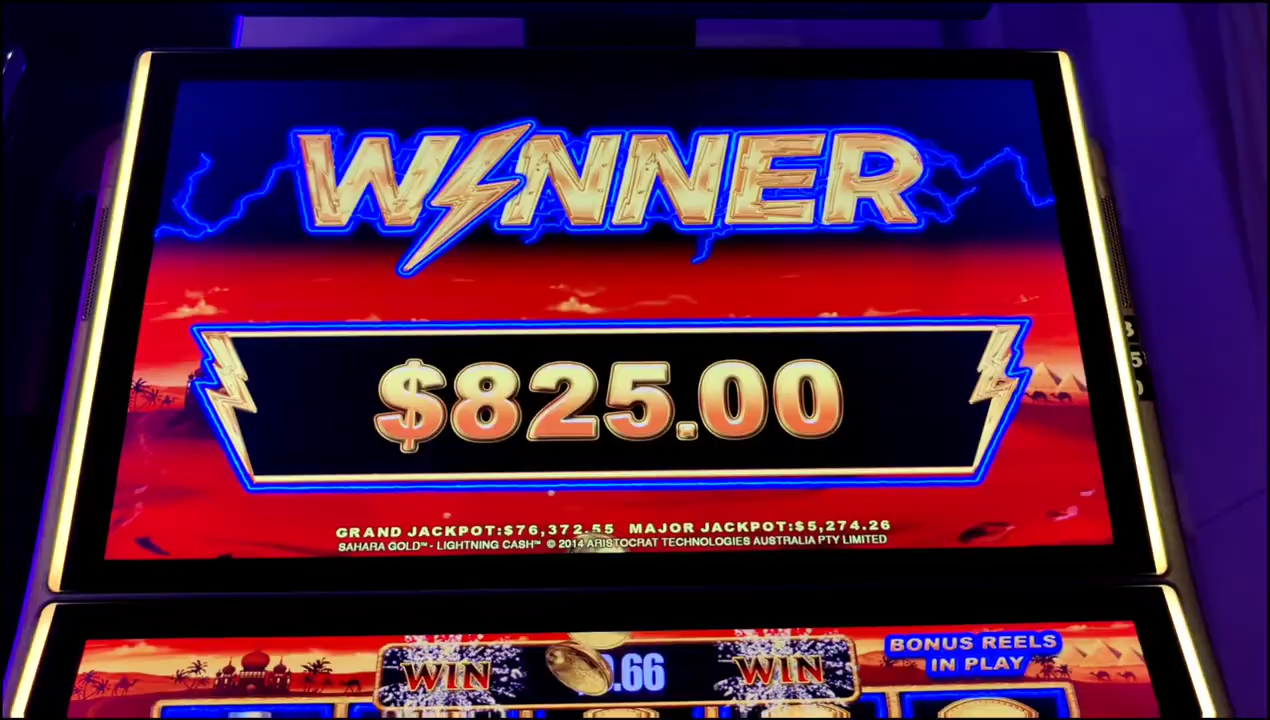 WINNER
$825.00
GRAND JACKPOT:$76,372.55 MAJOR JACKPOT:$5,274.26
SAHARA GOLD™ - LIGHTNING CASH™ © 2014 ARISTOCRAT TECHNOLOGIES AUSTRALIA PTY LIMITED
BONUS REELS
IN PLAY
WIN .66 WIN